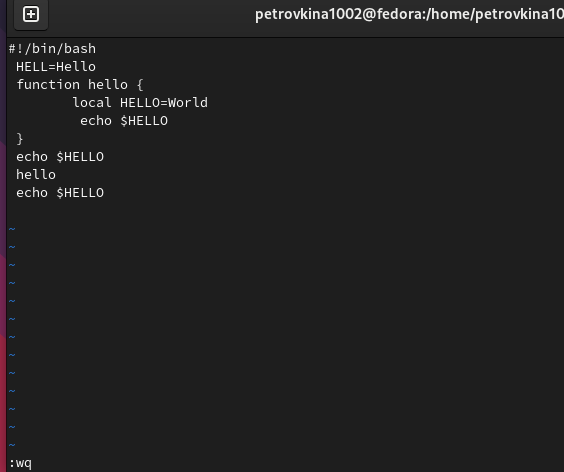 petrovkina1002@fedora:/home/petrovkina10
#!/bin/bash
HELL=Hello
function hello {
local HELLO=World
echo $HELLO
}
echo $HELLO
hello
echo $HELLO
~
~
~
~
~
~
~
~
~
~
~
~
~
:wq